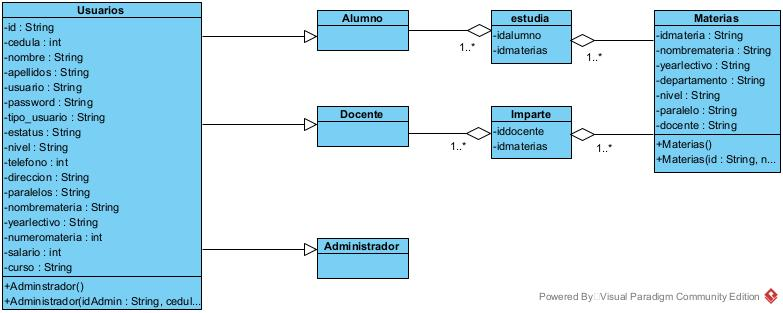 Usuarios
-id : String
-cedula : int
-nombre : String
-apellidos : String
-usuario : String
-password : String
-tipo_usuario : String
-estatus : String
-nivel : String
-telefono : int
-direccion : String
-paralelos : String
-nombremateria : String
-yearlectivo : String
-numeromateria : int
-salario : int
-curso : String
+Adminstrador()
+Administrador(idAdmin : String, cedul...
Alumno
Docente
Administrador
1..*
1..*
estudia
-idalumno
-idmaterias
Imparte
-iddocente
-idmaterias
1..*
1..*
Materias
-idmateria : String
-nombremateria : String
-yearlectivo : String
-departamento : String
-nivel : String
-paralelo : String
-docente : String
+Materias()
+Materias(id : String, n...
Powered By Visual Paradigm Community Edition